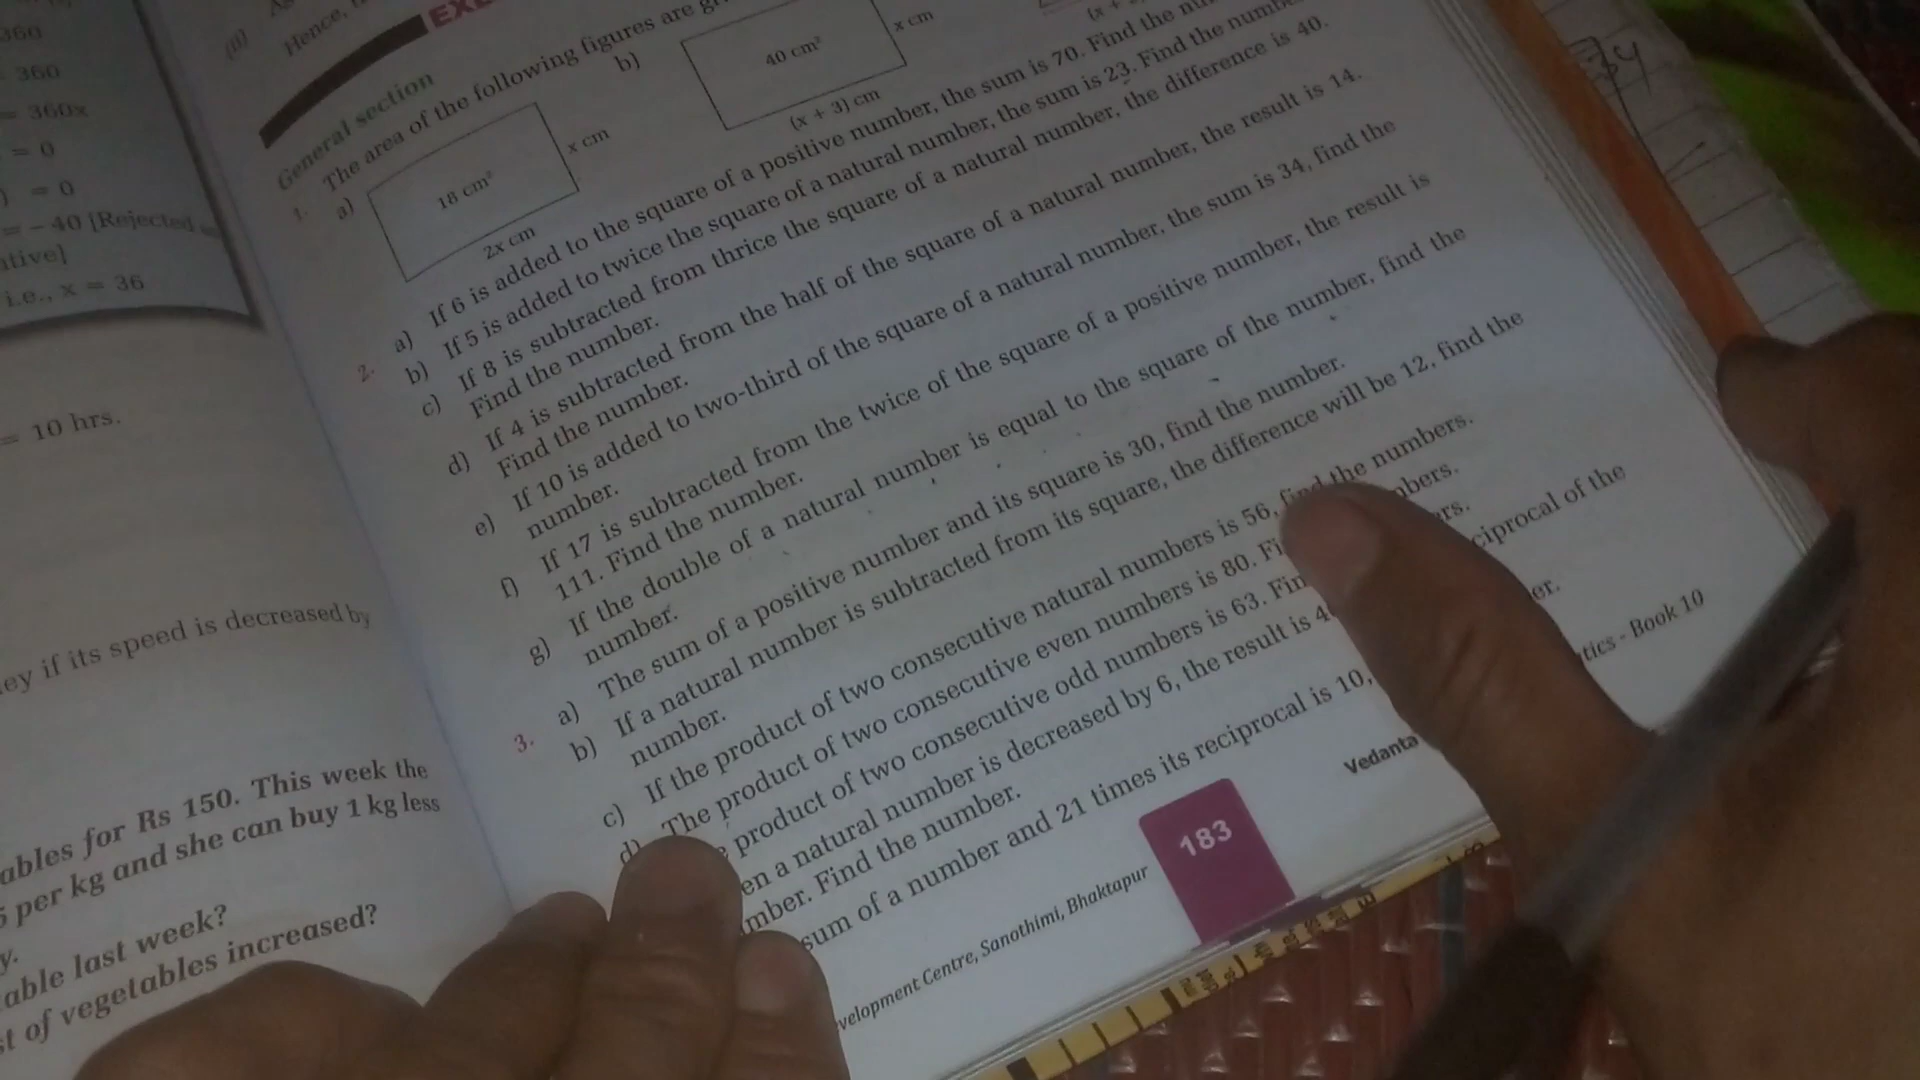 360
= 360
= 360x
= 0
) = 0
= – 40 [Rejected
ative]
i.e., x = 36
= 10 hrs.
ey if its speed is decreased by
ables for Rs 150. This week the
5 per kg and she can buy 1 kg less
y.
able last week?
st of vegetables increased?
(ii)
Hence,
EXE
General section
1. The area of the following figures are
a)
18 cm²
x cm
2x cm
b)
40 cm²
x cm
(x + 3) cm
(x +
2. a) If 6 is added to the square of a positive number, the sum is 70. Find the
b) If 5 is added to twice the square of a natural number, the sum is 23. Find the
c) If 8 is subtracted from thrice the square of a natural number, the difference is 40.
Find the number.
d) If 4 is subtracted from the half of the square of a natural number, the result is 14.
Find the number.
e) If 10 is added to two-third of the square of a natural number, the sum is 34, find the
number.
f) If 17 is subtracted from the twice of the square of a positive number, the result is
111. Find the number.
g) If the double of a natural number is equal to the square of the number, find the
number.
3. a) The sum of a positive number and its square is 30, find the number.
b) If a natural number is subtracted from its square, the difference will be 12, find the
number.
c) If the product of two consecutive natural numbers is 56, find the numbers.
d) The product of two consecutive even numbers is 80. Fi mbers.
product of two consecutive odd numbers is 63. Fin ers.
en a natural number is decreased by 6, the result is 4 ciprocal of the
mber. Find the number.
sum of a number and 21 times its reciprocal is 10, er.
velopment Centre, Sanothimi, Bhaktapur
183
Vedanta tics - Book 10